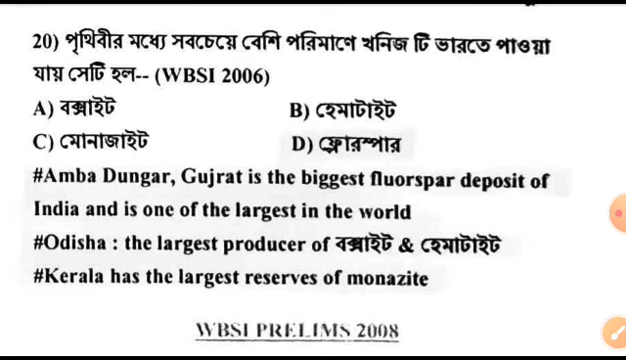 20) পৃথিবীর মধ্যে সবচেয়ে বেশি পরিমাণে খনিজ টি ভারতে পাওয়া
যায় সেটি হল-- (WBSI 2006)
A) বক্সাইট B) হেমাটাইট
C) মোনাজাইট D) ফ্লোরস্পার
#Amba Dungar, Gujrat is the biggest fluorspar deposit of
India and is one of the largest in the world
#Odisha : the largest producer of বক্সাইট & হেমাটাইট
#Kerala has the largest reserves of monazite
WBSI PRELIMS 2008